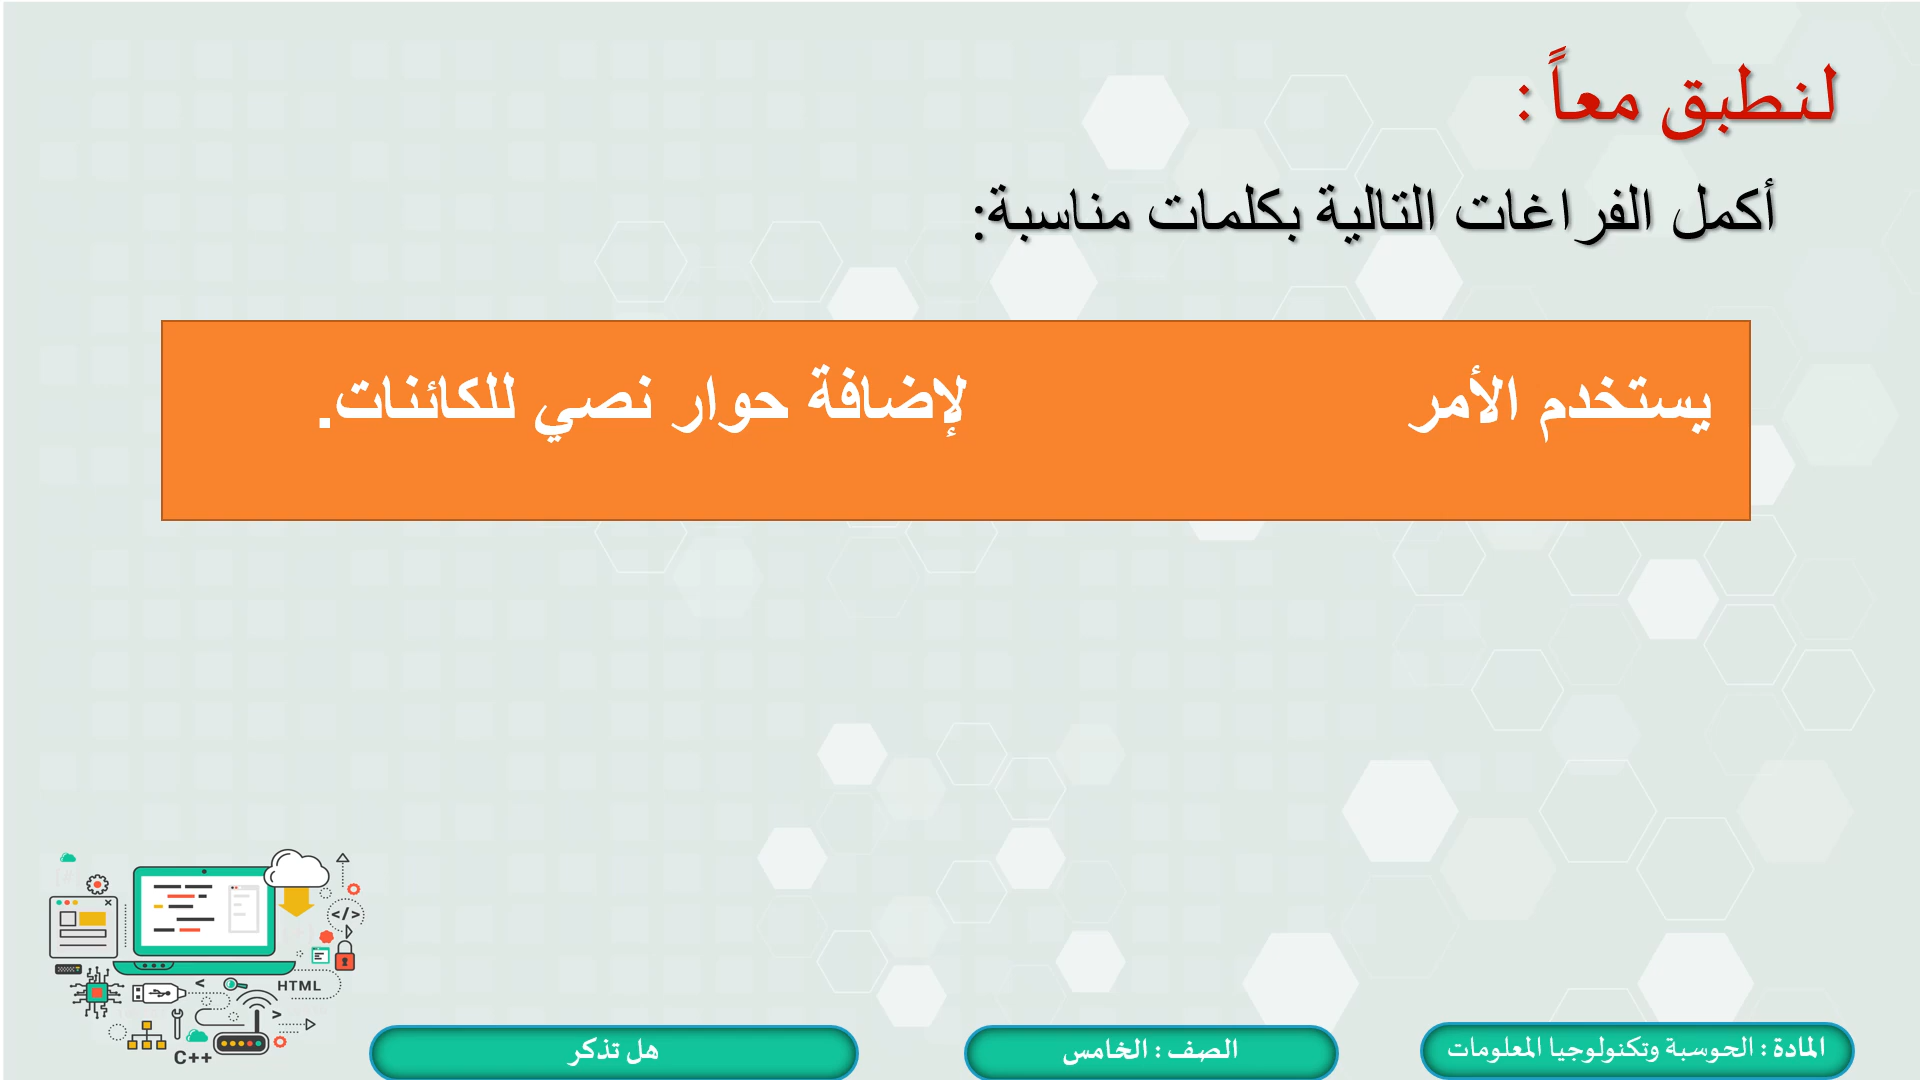 لنطبق معاً :
أكمل الفراغات التالية بكلمات مناسبة:
يستخدم الأمر لإضافة حوار نصي للكائنات.
</>
HTML
C++
المادة : الحوسبة وتكنولوجيا المعلومات
الصف : الخامس
هل تذكر